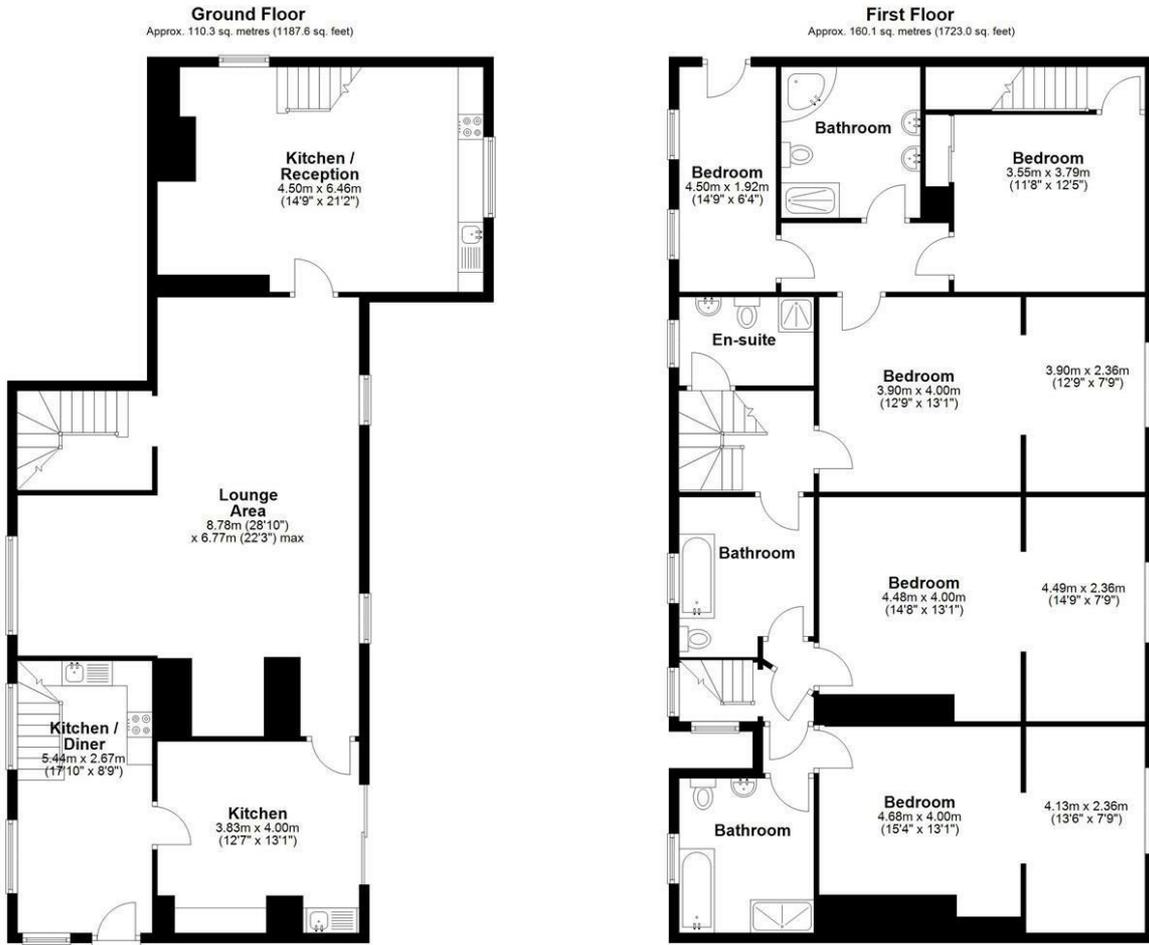 Ground Floor
Approx. 110.3 sq. metres (1187.6 sq. feet)
Kitchen /
Reception
4.50m x 6.46m
(14'9" x 21'2")
Lounge
Area
8.78m (28'10")
x 6.77m (22'3") max
Kitchen /
Diner
5.44m x 2.67m
(17'10" x 8'9")
Kitchen
3.83m x 4.00m
(12'7" x 13'1")
First Floor
Approx. 160.1 sq. metres (1723.0 sq. feet)
Bedroom
4.50m x 1.92m
(14'9" x 6'4")
Bathroom
Bedroom
3.55m x 3.79m
(11'8" x 12'5")
En-suite
Bedroom
3.90m x 4.00m
(12'9" x 13'1")
3.90m x 2.36m
(12'9" x 7'9")
Bathroom
Bedroom
4.48m x 4.00m
(14'8" x 13'1")
4.49m x 2.36m
(14'9" x 7'9")
Bathroom
Bedroom
4.68m x 4.00m
(15'4" x 13'1")
4.13m x 2.36m
(13'6" x 7'9")